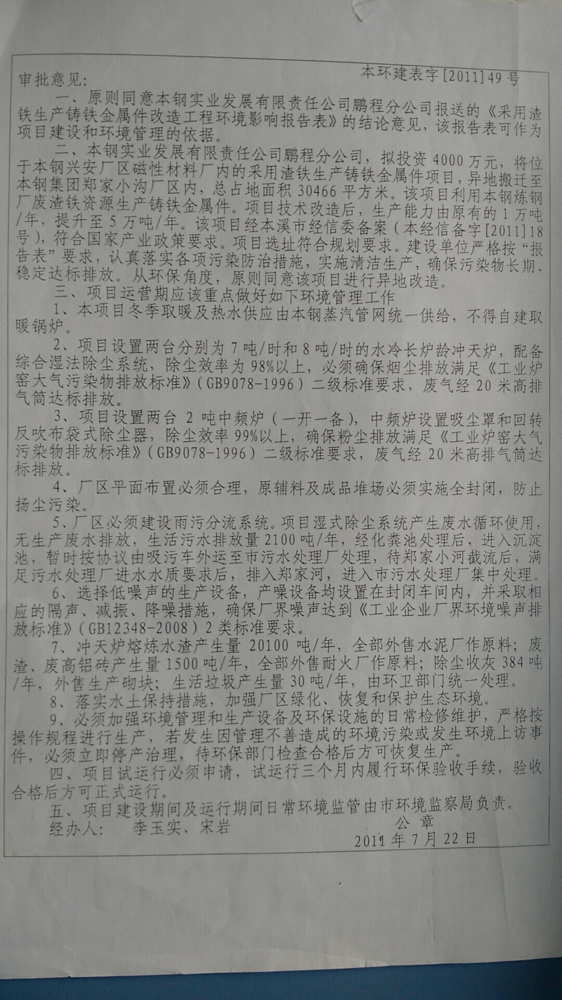 本环建表字[2011]49 号
审批意见：
一、原则同意本钢实业发展有限责任公司鹏程分公司报送的《采用渣
铁生产铸铁金属件改造工程环境影响报告表》的结论意见，该报告表可作为
项目建设和环境管理的依据。
二、本钢实业发展有限责任公司鹏程分公司，拟投资 4000 万元，将位
于本钢兴安厂区磁性材料厂内的采用渣铁生产铸铁金属件项目，异地搬迁至
本钢集团郑家小沟厂区内，总占地面积 30466 平方米。该项目利用本钢炼钢
厂废渣铁资源生产铸铁金属件。项目技术改造后，生产能力由原有的 1 万吨
/年，提升至 5 万吨/年。该项目经本溪市经信委备案（本经信备字[2011]18
号），符合国家产业政策要求。项目选址符合规划要求。建设单位严格按“报
告表”要求，认真落实各项污染防治措施，实施清洁生产，确保污染物长期、
稳定达标排放。从环保角度，原则同意该项目进行异地改造。
三、项目运营期应该重点做好如下环境管理工作
1、本项目冬季取暖及热水供应由本钢蒸汽管网统一供给，不得自建取
暖锅炉。
2、项目设置两台分别为 7 吨/时和 8 吨/时的水冷长炉龄冲天炉，配备
综合湿法除尘系统，除尘效率为 98%以上，必须确保烟尘排放满足《工业炉
窑大气污染物排放标准》（GB9078-1996）二级标准要求，废气经 20 米高排
气筒达标排放。
3、项目设置两台 2 吨中频炉（一开一备），中频炉设置吸尘罩和回转
反吹布袋式除尘器，除尘效率 99%以上，确保粉尘排放满足《工业炉窑大气
污染物排放标准》（GB9078-1996）二级标准要求，废气经 20 米高排气筒达
标排放。
4、厂区平面布置必须合理，原辅料及成品堆场必须实施全封闭，防止
扬尘污染。
5、厂区必须建设雨污分流系统。项目湿式除尘系统产生废水循环使用，
无生产废水排放，生活污水排放量 2100 吨/年，经化粪池处理后，进入沉淀
池，暂时按协议由吸污车外运至市污水处理厂处理，待郑家小河截流后，满
足污水处理厂进水水质要求后，排入郑家河，进入市污水处理厂集中处理。
6、选择低噪声的生产设备，产噪设备均设置在封闭车间内，并采取相
应的隔声、减振、降噪措施，确保厂界噪声达到《工业企业厂界环境噪声排
放标准》（GB12348-2008）2 类标准要求。
7、冲天炉熔炼水渣产生量 20100 吨/年，全部外售水泥厂作原料；废
渣、废高铝砖产生量 1500 吨/年，全部外售耐火厂作原料；除尘收灰 384 吨
/年，外售生产砌块；生活垃圾产生量 30 吨/年，由环卫部门统一处理。
8、落实水土保持措施，加强厂区绿化、恢复和保护生态环境。
9、必须加强环境管理和生产设备及环保设施的日常检修维护，严格按
操作规程进行生产，若发生因管理不善造成的环境污染或发生环境上访事
件，必须立即停产治理，待环保部门检查合格后方可恢复生产。
四、项目试运行必须申请，试运行三个月内履行环保验收手续，验收
合格后方可正式运行。
五、项目建设期间及运行期间日常环境监管由市环境监察局负责。
经办人： 李玉实、宋岩 公 章
2011 年 7 月 22 日